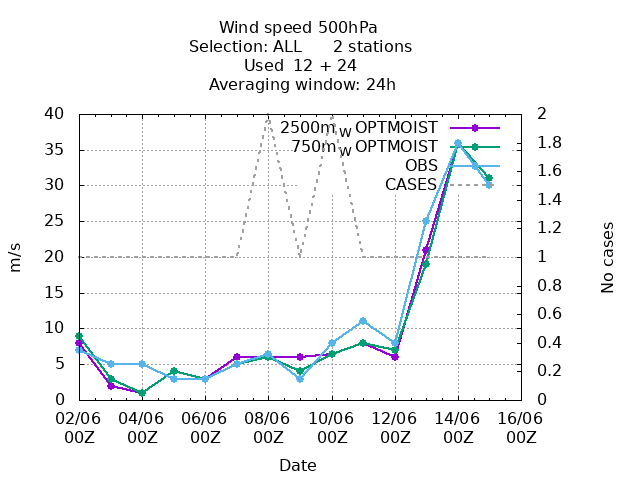 Wind speed 500hPa
Selection: ALL 2 stations
Used 12 + 24
Averaging window: 24h
40 35 30 25 20 15 10 5 0
m/s
2500m_W OPTMOIST
750m_W OPTMOIST
OBS
CASES
2 1.8 1.6 1.4 1.2 1 0.8 0.6 0.4 0.2 0
No cases
02/06 04/06 06/06 08/06 10/06 12/06 14/06 16/06
00Z 00Z 00Z 00Z 00Z 00Z 00Z 00Z
Date